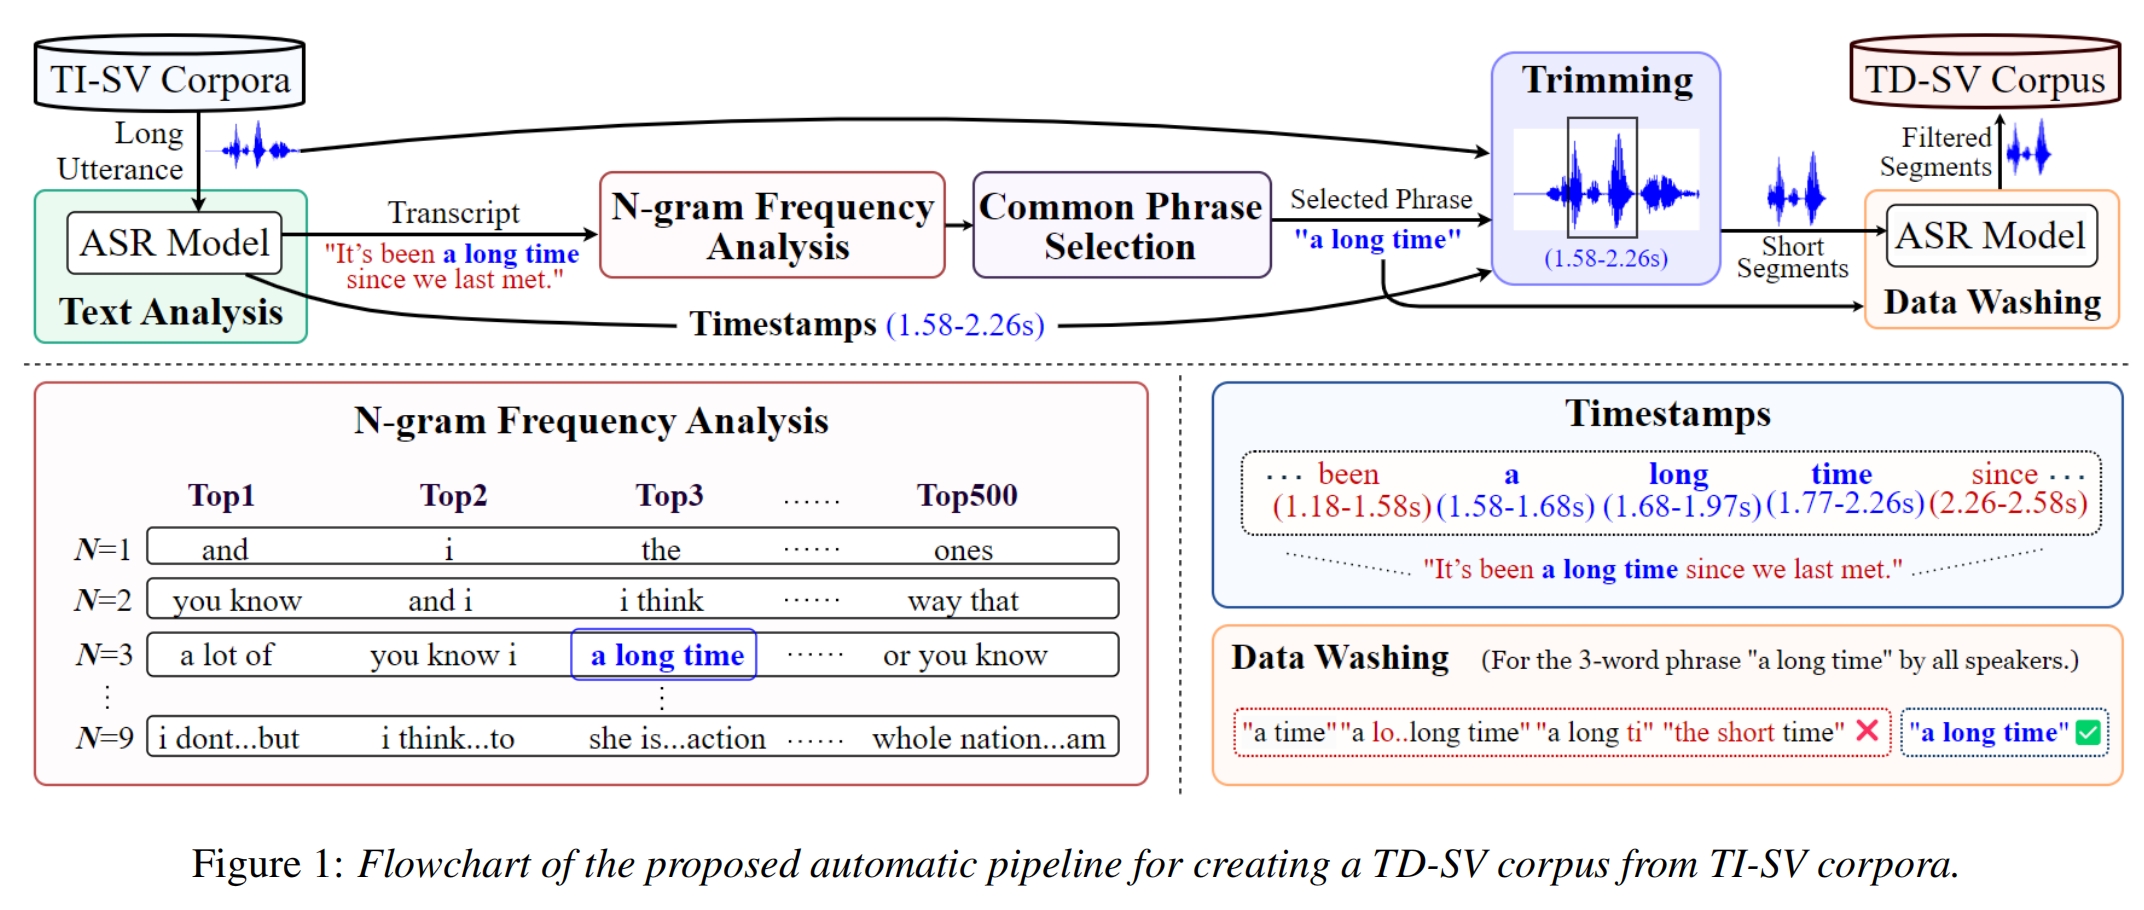 TI-SV Corpora
Long
Utterance
ASR Model
Text Analysis
Transcript
"It's been a long time
since we last met."
N-gram Frequency
Analysis
Common Phrase
Selection
Selected Phrase
"a long time"
Timestamps (1.58-2.26s)
Trimming
(1.58-2.26s)
Short
Segments
TD-SV Corpus
Filtered
Segments
ASR Model
Data Washing
N-gram Frequency Analysis
Top1 Top2 Top3 ...... Top500
N=1 and i the ...... ones
N=2 you know and i i think ...... way that
N=3 a lot of you know i a long time ...... or you know
⋮ ⋮
N=9 i dont...but i think...to she is...action ...... whole nation...am
Timestamps
... been a long time since ...
(1.18-1.58s) (1.58-1.68s) (1.68-1.97s) (1.77-2.26s) (2.26-2.58s)
"It's been a long time since we last met."
Data Washing (For the 3-word phrase "a long time" by all speakers.)
"a time" "a lo..long time" "a long ti" "the short time" ❌ "a long time" ✅
Figure 1: Flowchart of the proposed automatic pipeline for creating a TD-SV corpus from TI-SV corpora.